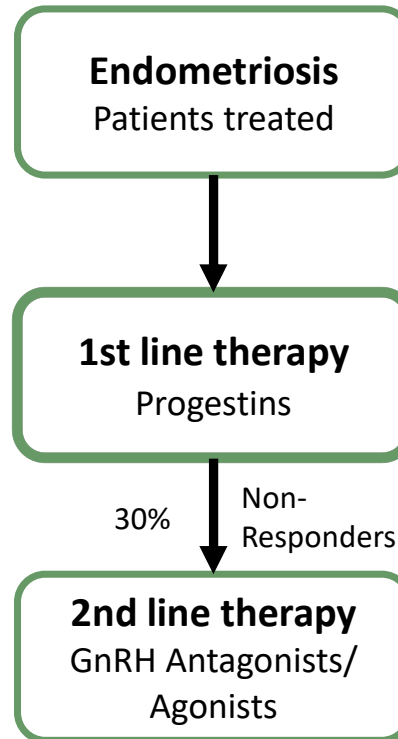 Endometriosis
Patients treated
1st line therapy
Progestins
30%
Non-
Responders
2nd line therapy
GnRH Antagonists/
Agonists